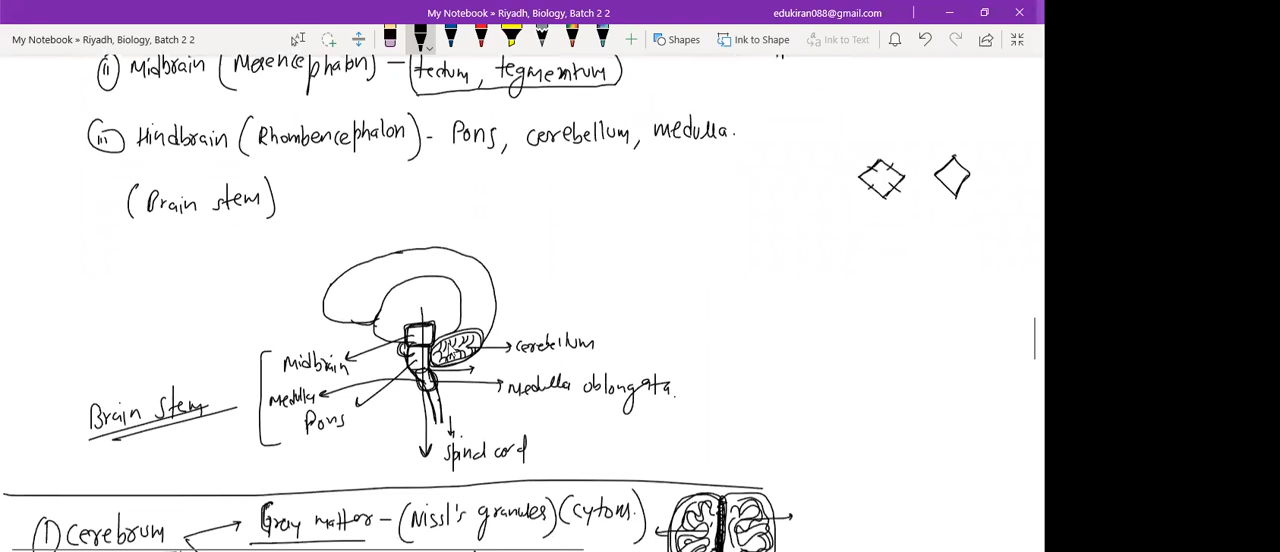 My Notebook » Riyadh, Biology, Batch 2 2
edukiran088@gmail.com
My Notebook » Riyadh, Biology, Batch 2 2
Shapes
Ink to Shape
Ink to Text
(ii) Midbrain (Mesencephalon) - tectum, tegmentum)
(iii) Hindbrain (Rhombencephalon) - Pons, cerebellum, medulla.
(Brain stem)
Midbrain
cerebellum
medulla
Medulla oblongata.
Pons
Brain stem
spinal cord
① Cerebrum
Gray matter - (Nissl's granules) (cytons.)